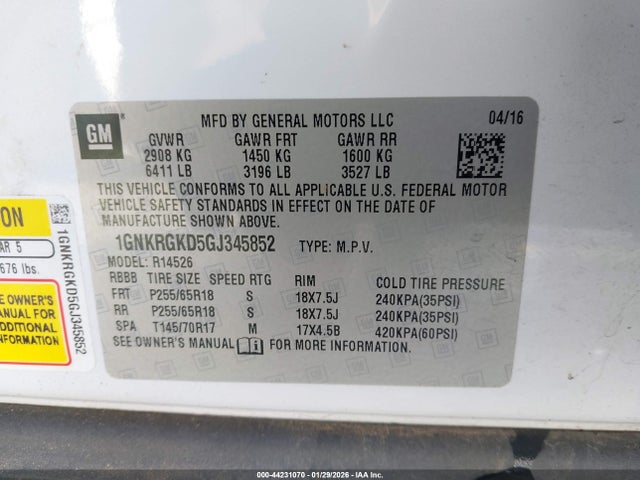 GM
MFD BY GENERAL MOTORS LLC 04/16
GVWR GAWR FRT GAWR RR
2908 KG 1450 KG 1600 KG
6411 LB 3196 LB 3527 LB
THIS VEHICLE CONFORMS TO ALL APPLICABLE U.S. FEDERAL MOTOR
VEHICLE SAFETY STANDARDS IN EFFECT ON THE DATE OF
MANUFACTURE SHOWN ABOVE.
1GNKRGKD5GJ345852 TYPE: M.P.V.
MODEL: R14526
RBBB TIRE SIZE SPEED RTG RIM COLD TIRE PRESSURE
FRT P255/65R18 S 18X7.5J 240KPA(35PSI)
RR P255/65R18 S 18X7.5J 240KPA(35PSI)
SPA T145/70R17 M 17X4.5B 420KPA(60PSI)
SEE OWNER'S MANUAL FOR MORE INFORMATION.
ION
AR 5
676 lbs.
EE OWNER'S
MANUAL FOR
ADDITIONAL
INFORMATION
1GNKRGKD5GJ345852
000-44231070 - 01/29/2026 - IAA, Inc.